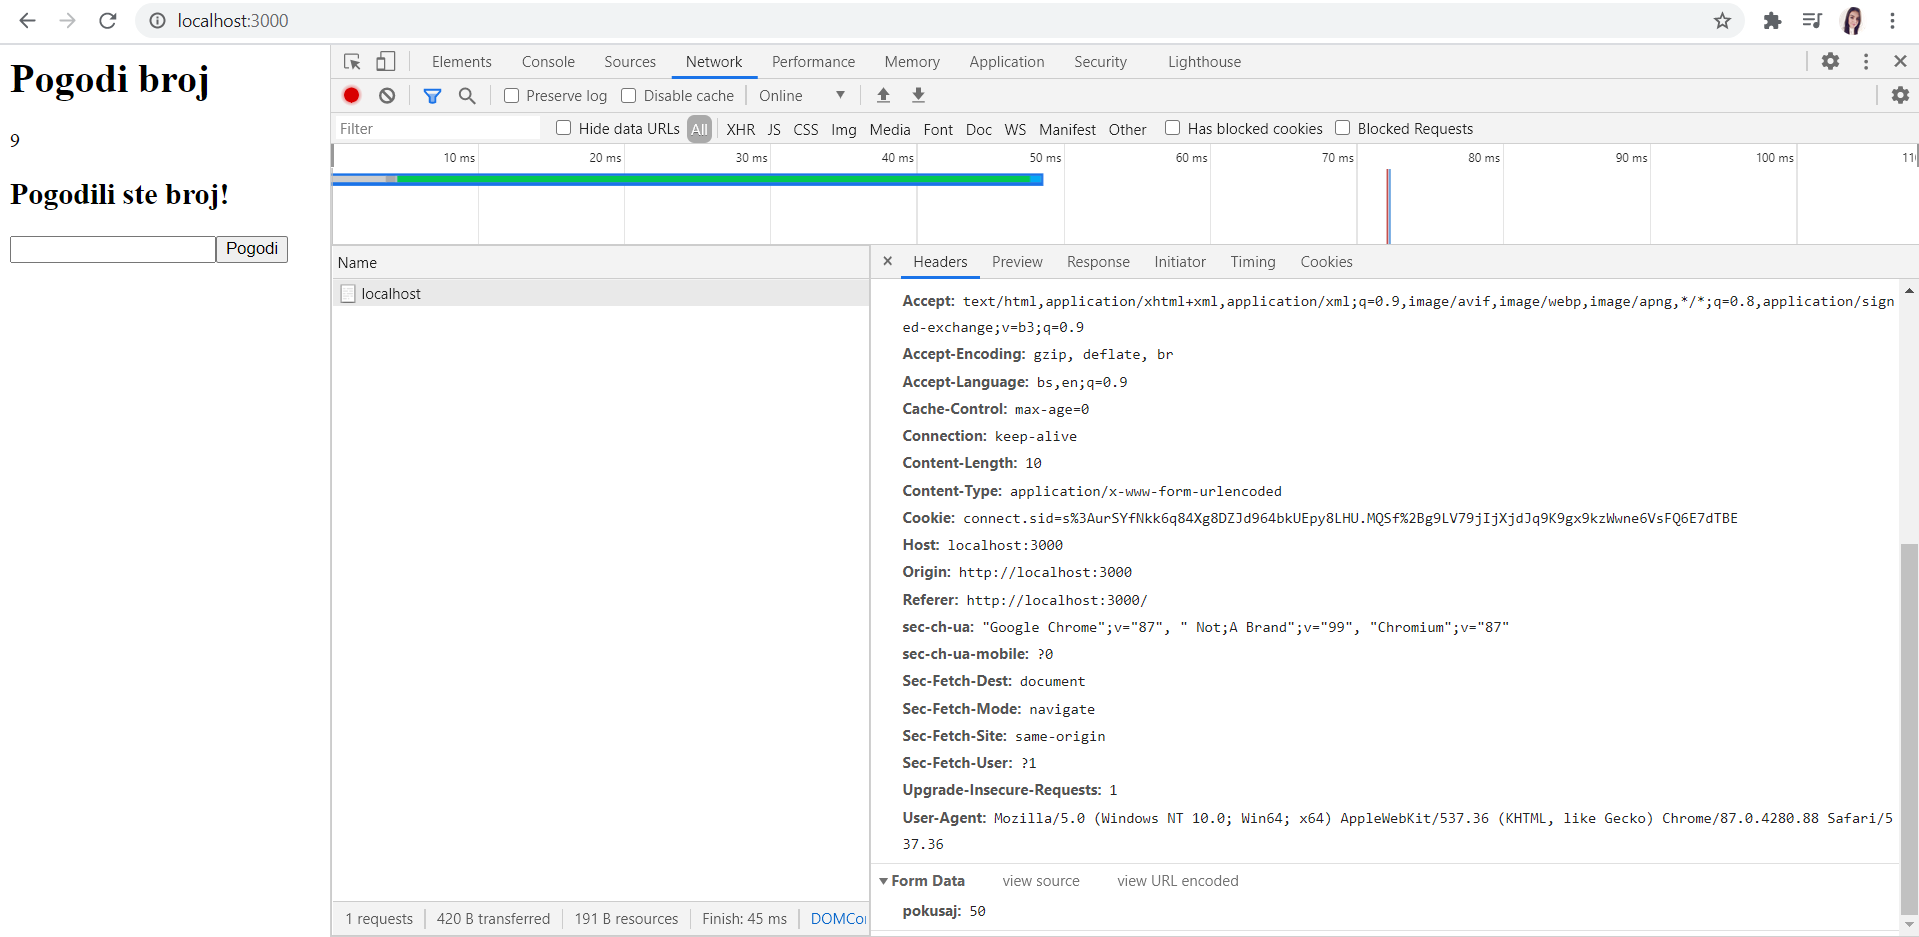 localhost:3000
Pogodi broj
9
Pogodili ste broj!
Pogodi
Elements Console Sources Network Performance Memory Application Security Lighthouse
Preserve log Disable cache Online
Filter Hide data URLs All XHR JS CSS Img Media Font Doc WS Manifest Other Has blocked cookies Blocked Requests
10 ms 20 ms 30 ms 40 ms 50 ms 60 ms 70 ms 80 ms 90 ms 100 ms 11
Name
localhost
Headers Preview Response Initiator Timing Cookies
Accept: text/html,application/xhtml+xml,application/xml;q=0.9,image/avif,image/webp,image/apng,*/*;q=0.8,application/sign
ed-exchange;v=b3;q=0.9
Accept-Encoding: gzip, deflate, br
Accept-Language: bs,en;q=0.9
Cache-Control: max-age=0
Connection: keep-alive
Content-Length: 10
Content-Type: application/x-www-form-urlencoded
Cookie: connect.sid=s%3AurSYfNkk6q84Xg8DZJd964bkUEpy8LHU.MQSf%2Bg9LV79jIjXjdJq9K9gx9kzWwne6VsFQ6E7dTBE
Host: localhost:3000
Origin: http://localhost:3000
Referer: http://localhost:3000/
sec-ch-ua: "Google Chrome";v="87", " Not;A Brand";v="99", "Chromium";v="87"
sec-ch-ua-mobile: ?0
Sec-Fetch-Dest: document
Sec-Fetch-Mode: navigate
Sec-Fetch-Site: same-origin
Sec-Fetch-User: ?1
Upgrade-Insecure-Requests: 1
User-Agent: Mozilla/5.0 (Windows NT 10.0; Win64; x64) AppleWebKit/537.36 (KHTML, like Gecko) Chrome/87.0.4280.88 Safari/5
37.36
Form Data view source view URL encoded
pokusaj: 50
1 requests 420 B transferred 191 B resources Finish: 45 ms DOMCo